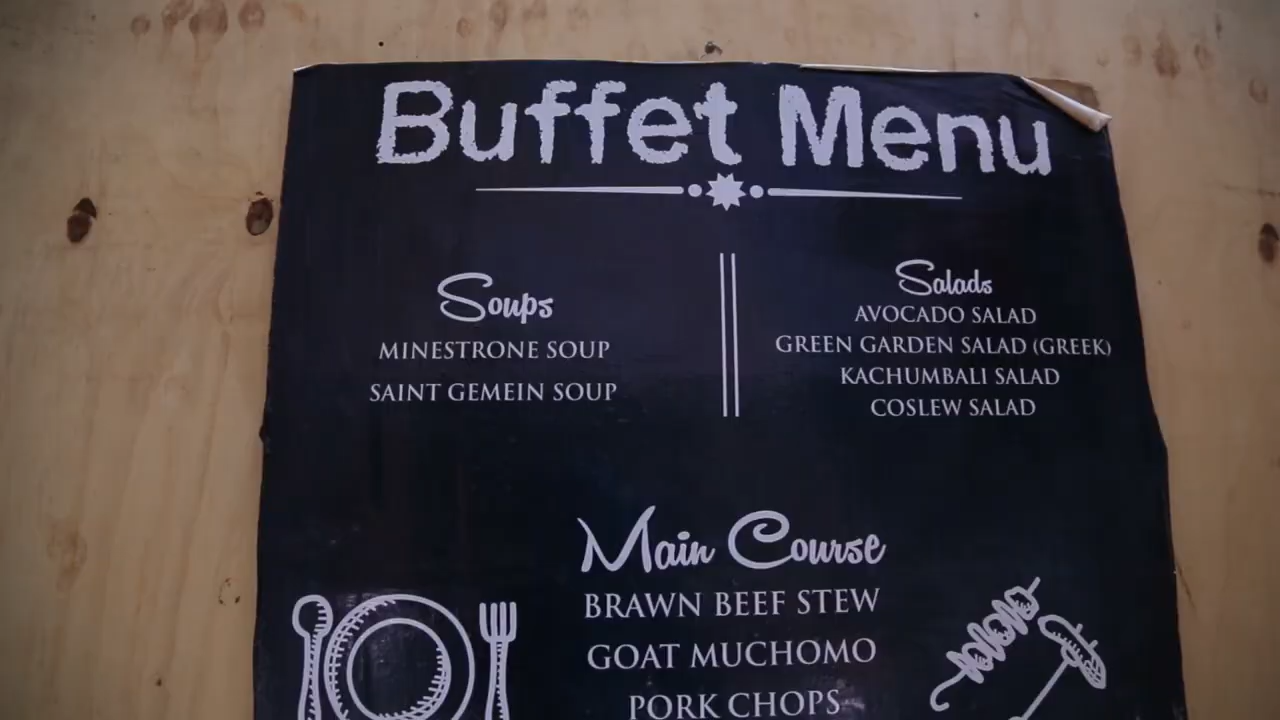 Buffet Menu
Soups
MINESTRONE SOUP
SAINT GEMEIN SOUP
Salads
AVOCADO SALAD
GREEN GARDEN SALAD (GREEK)
KACHUMBALI SALAD
COSLEW SALAD
Main Course
BRAWN BEEF STEW
GOAT MUCHOMO
PORK CHOPS